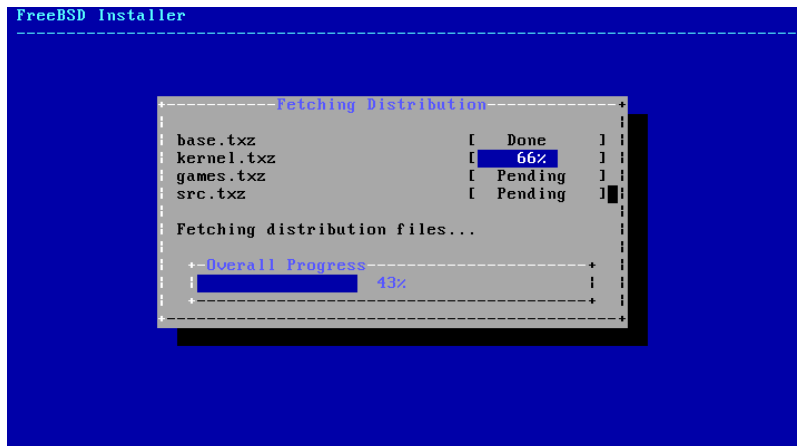 FreeBSD Installer
Fetching Distribution
base.txz [ Done ]
kernel.txz [ 66% ]
games.txz [ Pending ]
src.txz [ Pending ]
Fetching distribution files...
Overall Progress
43%